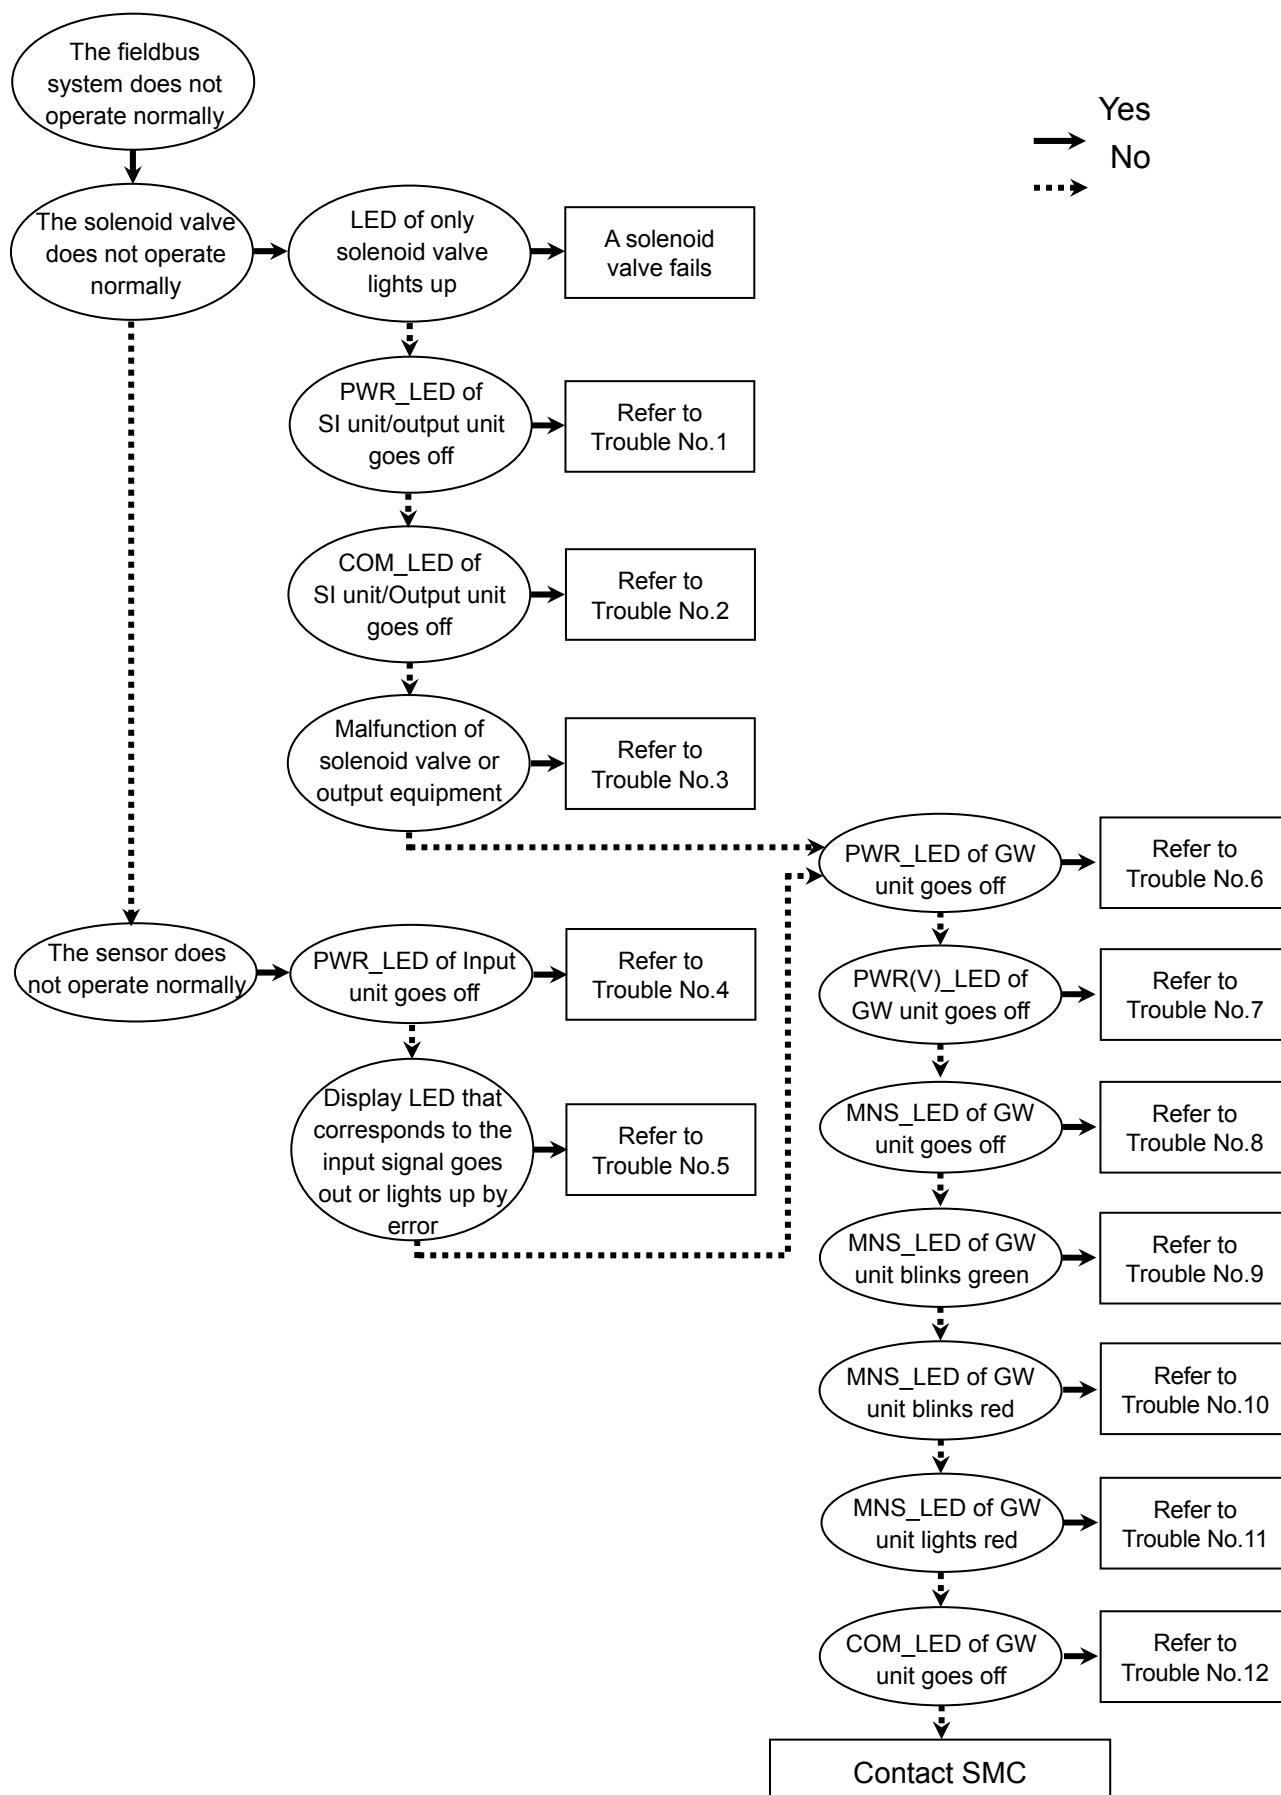 The fieldbus
system does not
operate normally
Yes
No
The solenoid valve
does not operate
normally
LED of only
solenoid valve
lights up
A solenoid
valve fails
PWR_LED of
SI unit/output unit
goes off
Refer to
Trouble No.1
COM_LED of
SI unit/Output unit
goes off
Refer to
Trouble No.2
Malfunction of
solenoid valve or
output equipment
Refer to
Trouble No.3
The sensor does
not operate normally
PWR_LED of Input
unit goes off
Refer to
Trouble No.4
Display LED that
corresponds to the
input signal goes
out or lights up by
error
Refer to
Trouble No.5
PWR_LED of GW
unit goes off
Refer to
Trouble No.6
PWR(V)_LED of
GW unit goes off
Refer to
Trouble No.7
MNS_LED of GW
unit goes off
Refer to
Trouble No.8
MNS_LED of GW
unit blinks green
Refer to
Trouble No.9
MNS_LED of GW
unit blinks red
Refer to
Trouble No.10
MNS_LED of GW
unit lights red
Refer to
Trouble No.11
COM_LED of GW
unit goes off
Refer to
Trouble No.12
Contact SMC